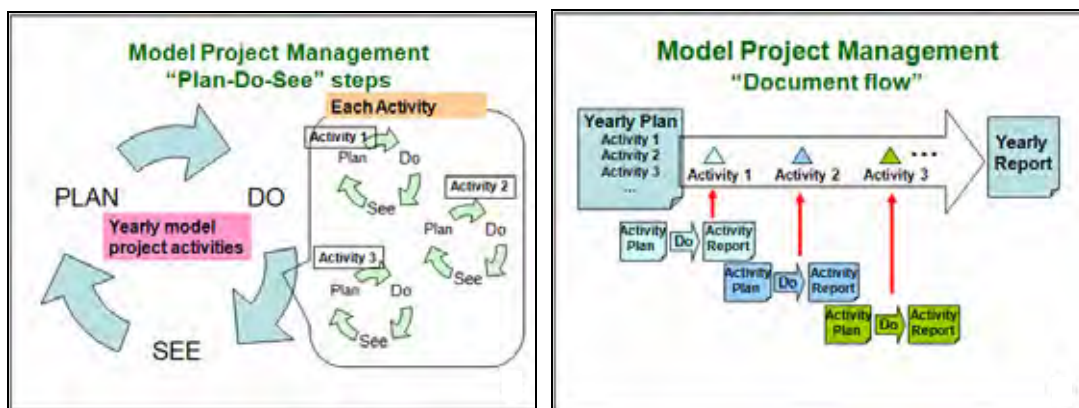 Model Project Management
“Plan-Do-See” steps
Each Activity
Activity 1
Plan
Do
See
Activity 2
Plan
Do
See
Activity 3
Plan
Do
See
PLAN
DO
Yearly model
project activities
SEE
Model Project Management
“Document flow”
Yearly Plan
Activity 1
Activity 2
Activity 3
...
Activity 1
Activity 2
Activity 3
...
Yearly
Report
Activity
Plan
Do
Activity
Report
Activity
Plan
Do
Activity
Report
Activity
Plan
Do
Activity
Report